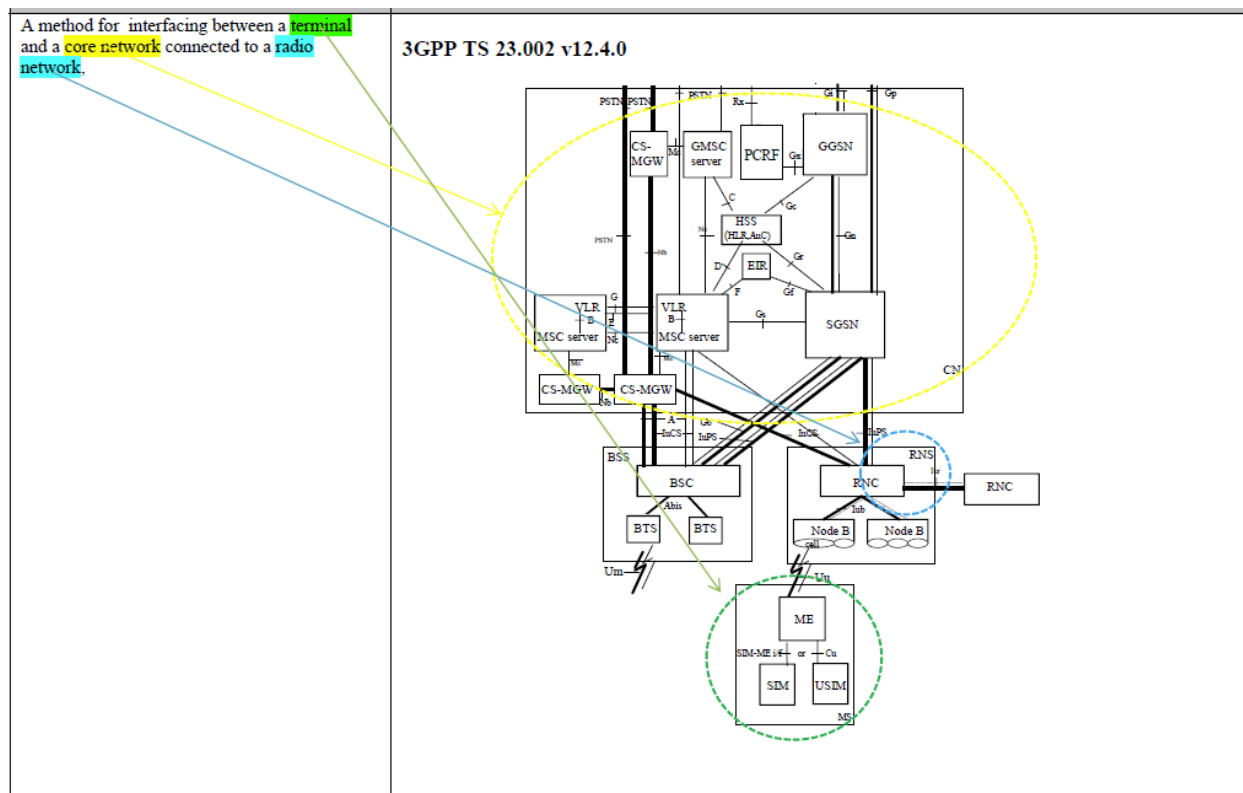 A method for interfacing between a terminal
and a core network connected to a radio
network,
3GPP TS 23.002 v12.4.0
PSTN PSTN PSTN Rx Gi Gp
CS-
MGW
Mc
GMSC
server
PCRF
Gx
GGSN
C
Gc
HSS
(HLR,AuC)
PSTN
Nc
Gn
Nb
EIR
D
Gr
F
Gf
VLR
B
MSC server
G
E
Nc
VLR
B
MSC server
Gs
SGSN
Mc
Mc
CN
CS-MGW
Nb
CS-MGW
A
Gb
IuCS
IuPS
IuCS
IuPS
BSS
RNS
BSC
RNC
Iur
RNC
Abis
Iub
BTS
BTS
Node B
Node B
cell
Um
Uu
ME
SIM-ME i/f
or
Cu
SIM
USIM
MS